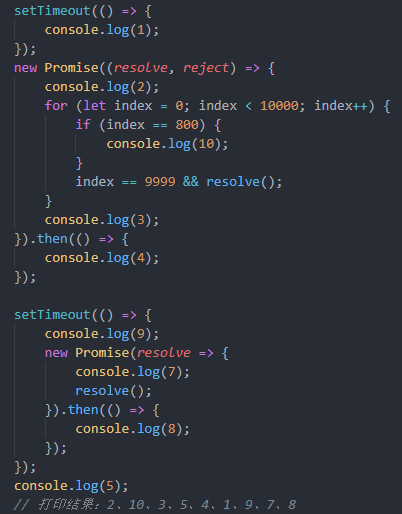 setTimeout(() => {
    console.log(1);
});
new Promise((resolve, reject) => {
    console.log(2);
    for (let index = 0; index < 10000; index++) {
        if (index == 800) {
            console.log(10);
        }
        index == 9999 && resolve();
    }
    console.log(3);
}).then(() => {
    console.log(4);
});

setTimeout(() => {
    console.log(9);
    new Promise(resolve => {
        console.log(7);
        resolve();
    }).then(() => {
        console.log(8);
    });
});
console.log(5);
// 打印结果：2、10、3、5、4、1、9、7、8